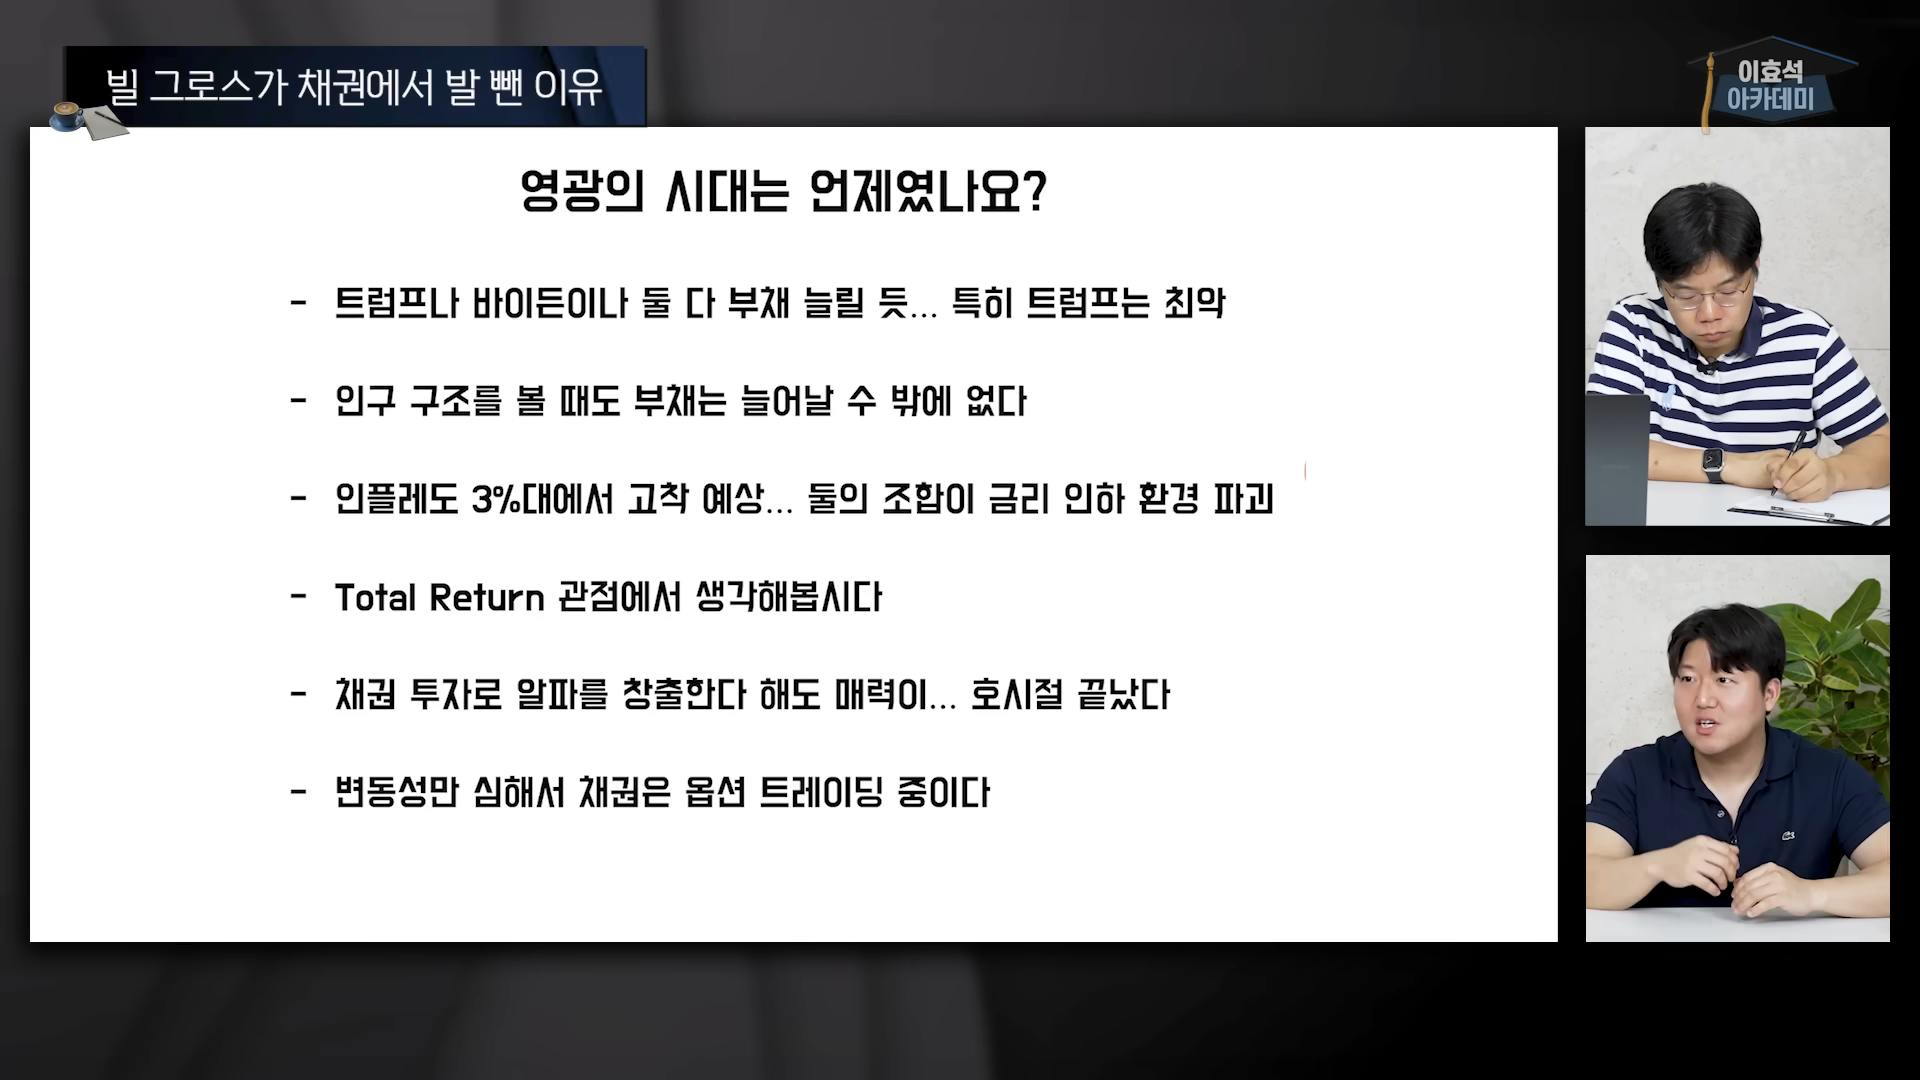 빌 그로스가 채권에서 발 뺀 이유
이효석
아카데미
영광의 시대는 언제였나요?
- 트럼프나 바이든이나 둘 다 부채 늘릴 듯... 특히 트럼프는 최악
- 인구 구조를 볼 때도 부채는 늘어날 수 밖에 없다
- 인플레도 3%대에서 고착 예상... 둘의 조합이 금리 인하 환경 파괴
- Total Return 관점에서 생각해봅시다
- 채권 투자로 알파를 창출한다 해도 매력이... 호시절 끝났다
- 변동성만 심해서 채권은 옵션 트레이딩 중이다